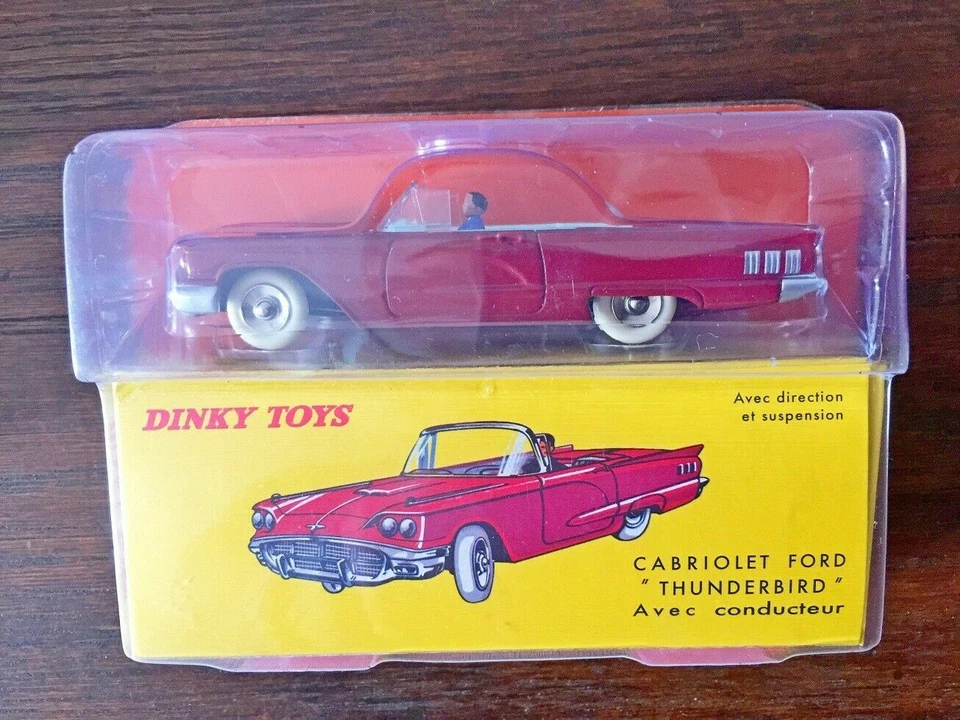 DINKY TOYS
Avec direction
et suspension
CABRIOLET FORD
"THUNDERBIRD"
Avec conducteur